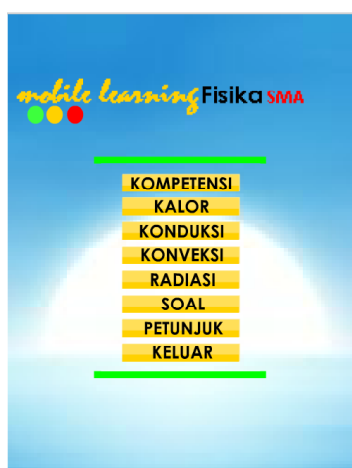 mobile learning Fisika SMA
KOMPETENSI
KALOR
KONDUKSI
KONVEKSI
RADIASI
SOAL
PETUNJUK
KELUAR